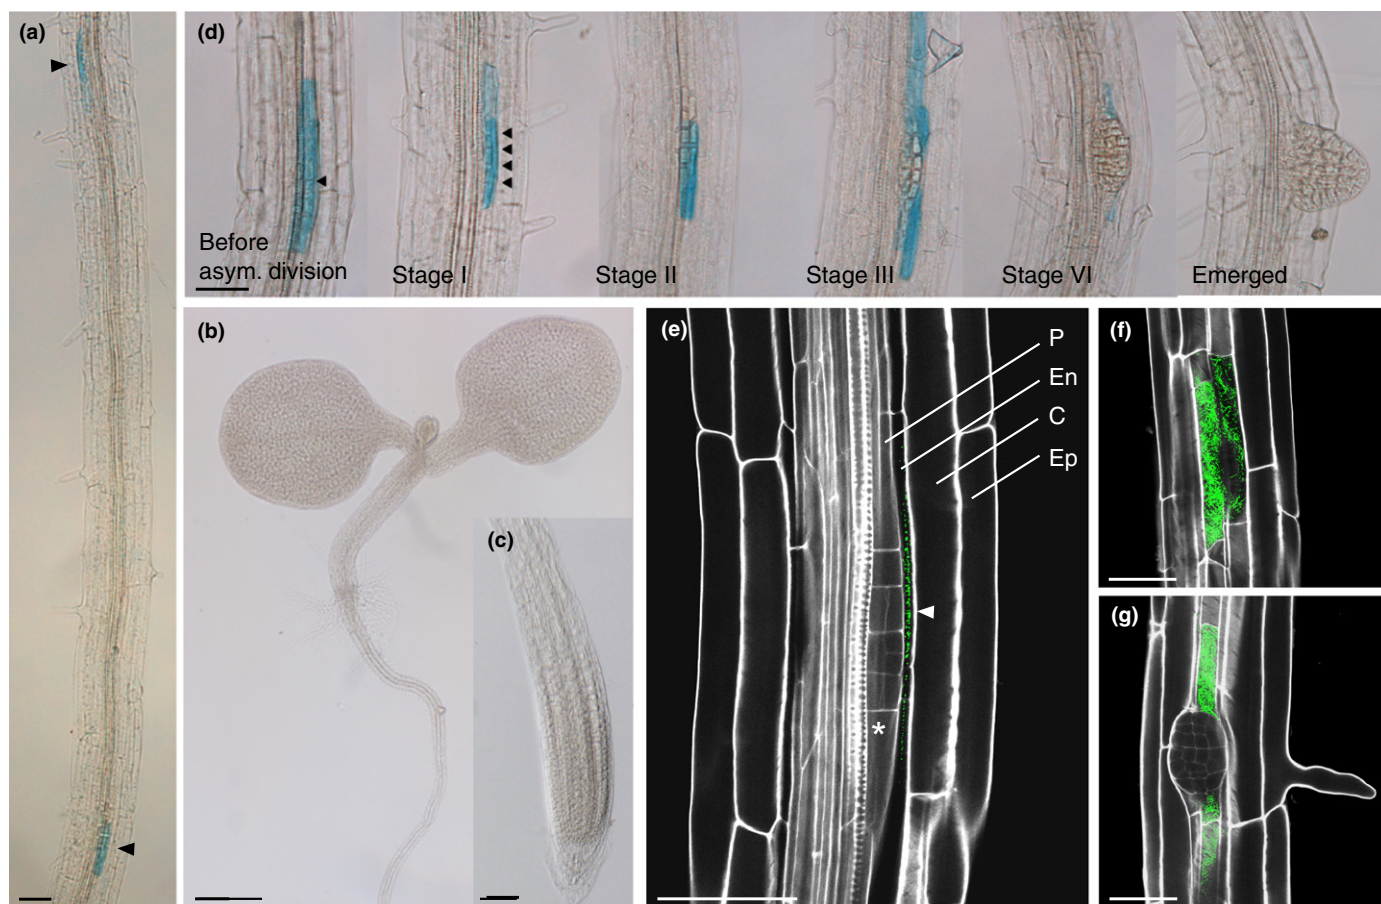 (a)
(d)
Before
asym. division
Stage I
Stage II
Stage III
Stage VI
Emerged
(b)
(c)
(e)
P
En
C
Ep
*
(f)
(g)